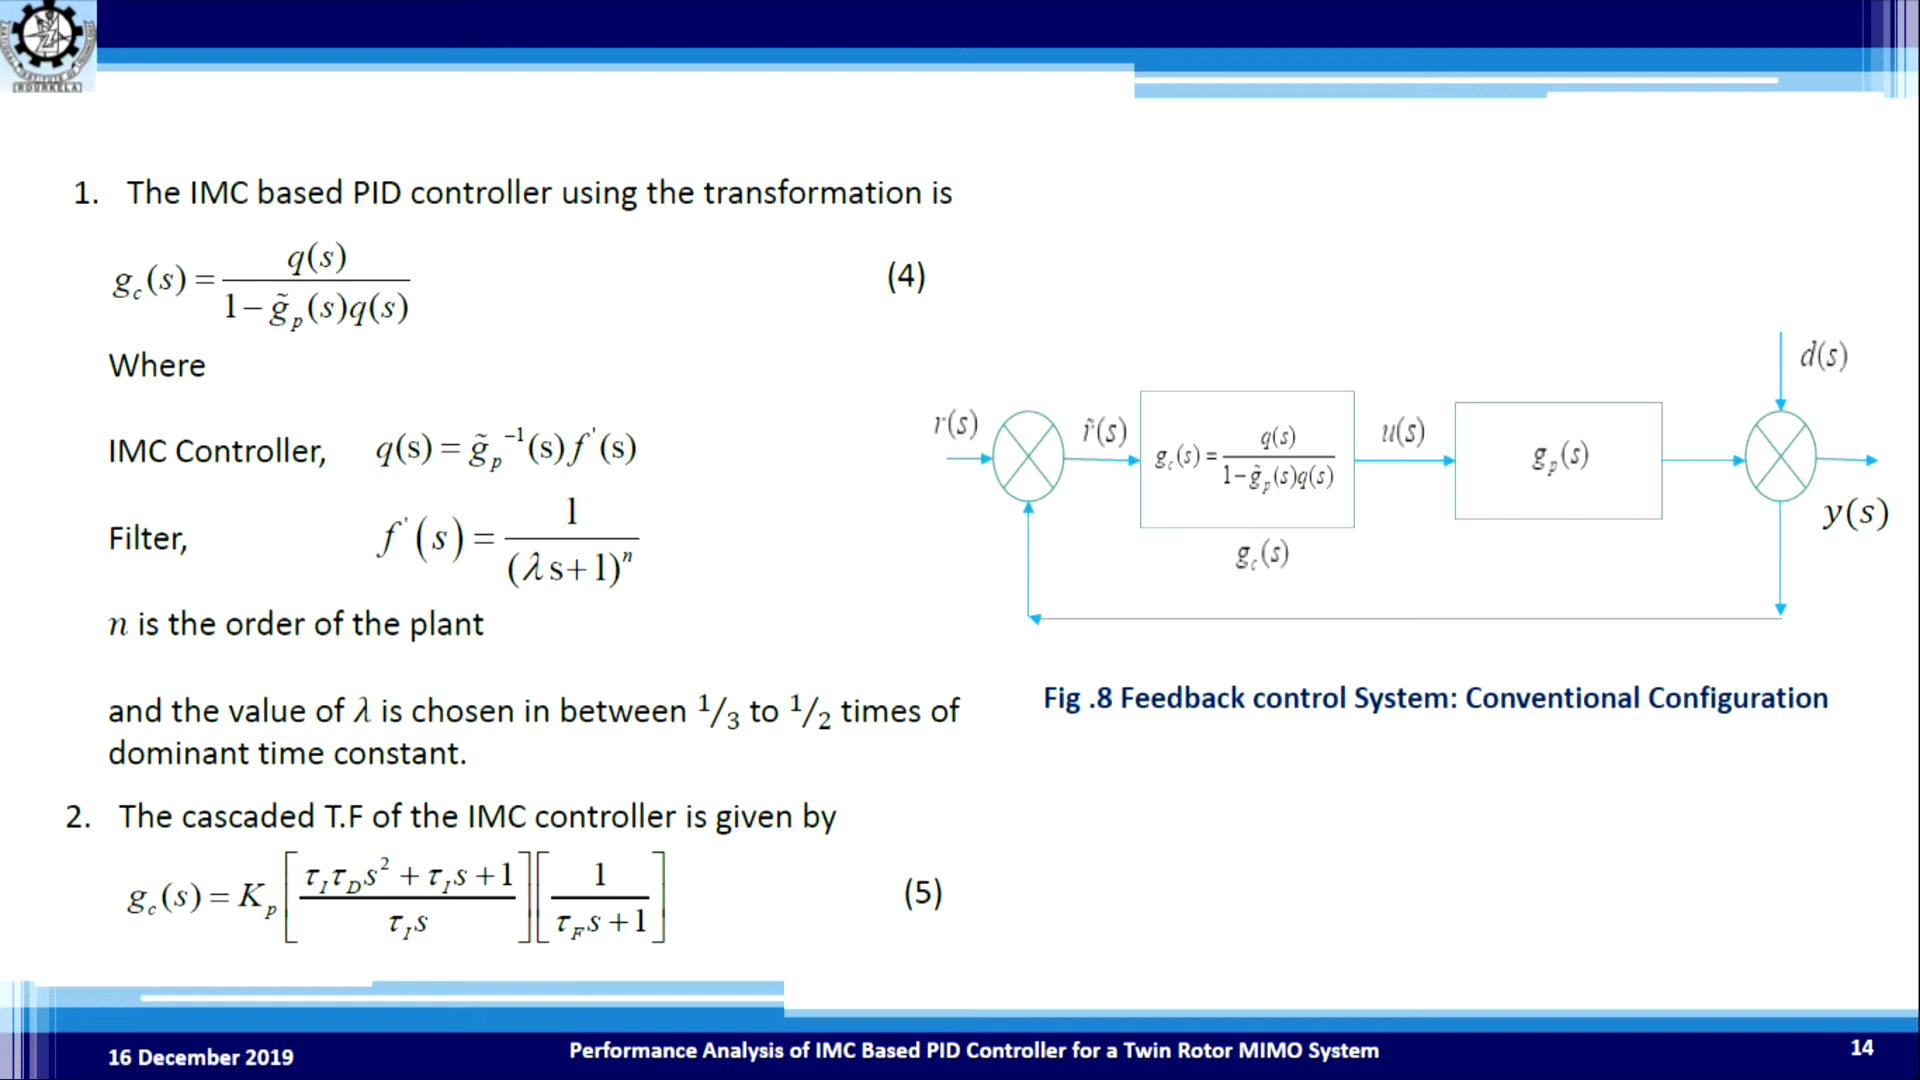 ROURKELA
1. The IMC based PID controller using the transformation is
g_c(s) = q(s) / (1 − g̃_p(s)q(s)) (4)
Where
IMC Controller, q(s) = g̃_p⁻¹(s) f'(s)
Filter, f'(s) = 1 / (λs+1)ⁿ
n is the order of the plant
and the value of λ is chosen in between 1/3 to 1/2 times of
dominant time constant.
2. The cascaded T.F of the IMC controller is given by
g_c(s) = K_p [(τ_I τ_D s² + τ_I s + 1) / (τ_I s)] [1 / (τ_F s + 1)] (5)
r(s)
r̃(s)
g_c(s) = q(s) / (1 − g̃_p(s)q(s))
g_c(s)
u(s)
g_p(s)
d(s)
y(s)
Fig .8 Feedback control System: Conventional Configuration
16 December 2019
Performance Analysis of IMC Based PID Controller for a Twin Rotor MIMO System
14